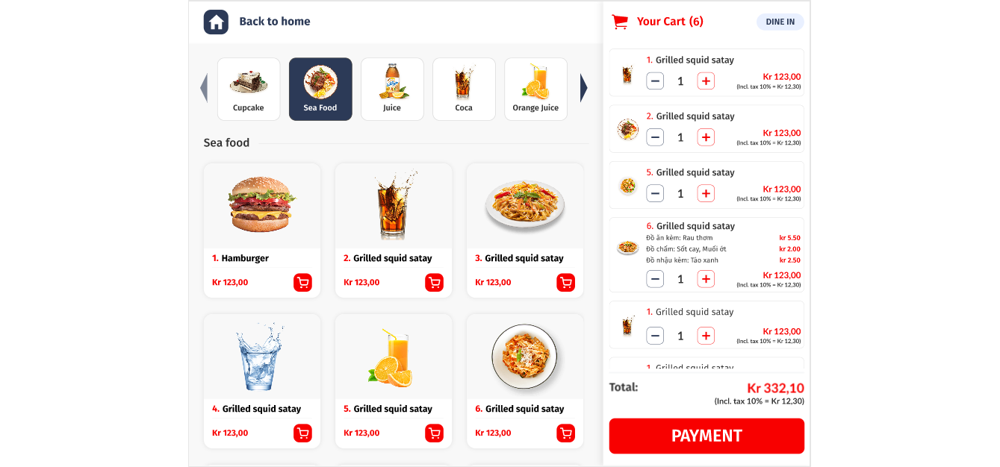 Back to home
Cupcake
Sea Food
Juice
Coca
Orange Juice
Sea food
1. Hamburger
Kr 123,00
2. Grilled squid satay
Kr 123,00
3. Grilled squid satay
Kr 123,00
4. Grilled squid satay
Kr 123,00
5. Grilled squid satay
Kr 123,00
6. Grilled squid satay
Kr 123,00
Your Cart (6)
DINE IN
1. Grilled squid satay
1
Kr 123,00
(Incl. tax 10% = Kr 12,30)
2. Grilled squid satay
1
Kr 123,00
(Incl. tax 10% = Kr 12,30)
5. Grilled squid satay
1
Kr 123,00
(Incl. tax 10% = Kr 12,30)
6. Grilled squid satay
Đồ ăn kèm: Rau thơm kr 5.50
Đồ chấm: Sốt cay, Muối ớt kr 2.00
Đồ nhậu kèm: Táo xanh kr 2.50
1
Kr 123,00
(Incl. tax 10% = Kr 12,30)
1. Grilled squid satay
1
Kr 123,00
(Incl. tax 10% = Kr 12,30)
1. Grilled squid satay
Total: Kr 332,10
(Incl. tax 10% = Kr 12,30)
PAYMENT